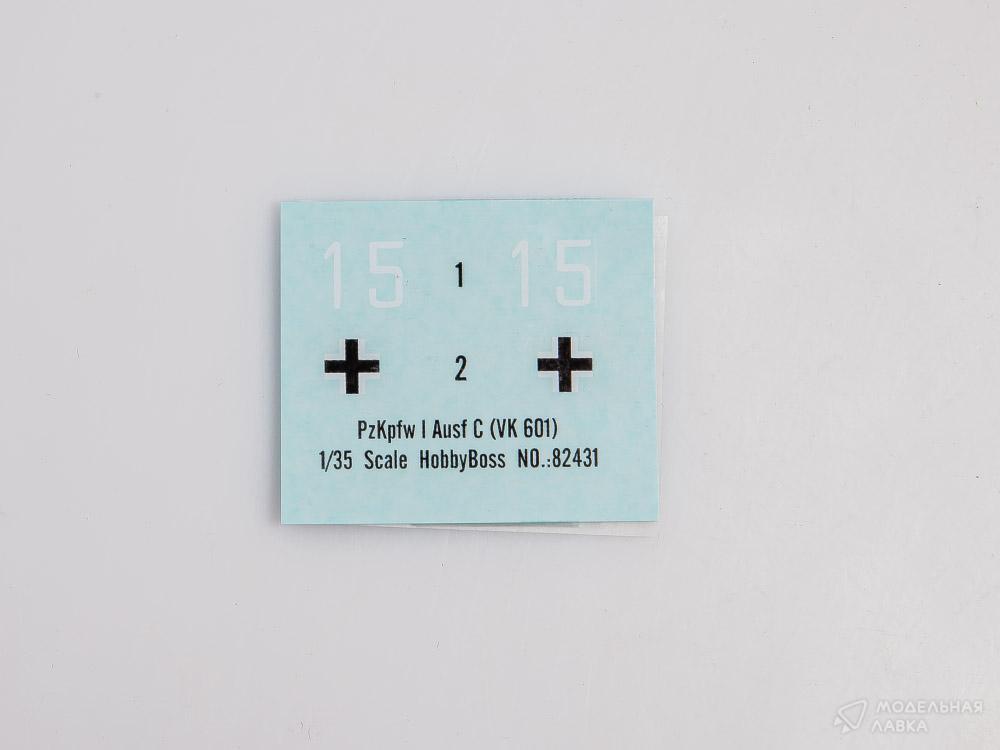 15 1 15
2
PzKpfw I Ausf C (VK 601)
1/35 Scale HobbyBoss NO.:82431
МОДЕЛЬНАЯ
ЛАВКА